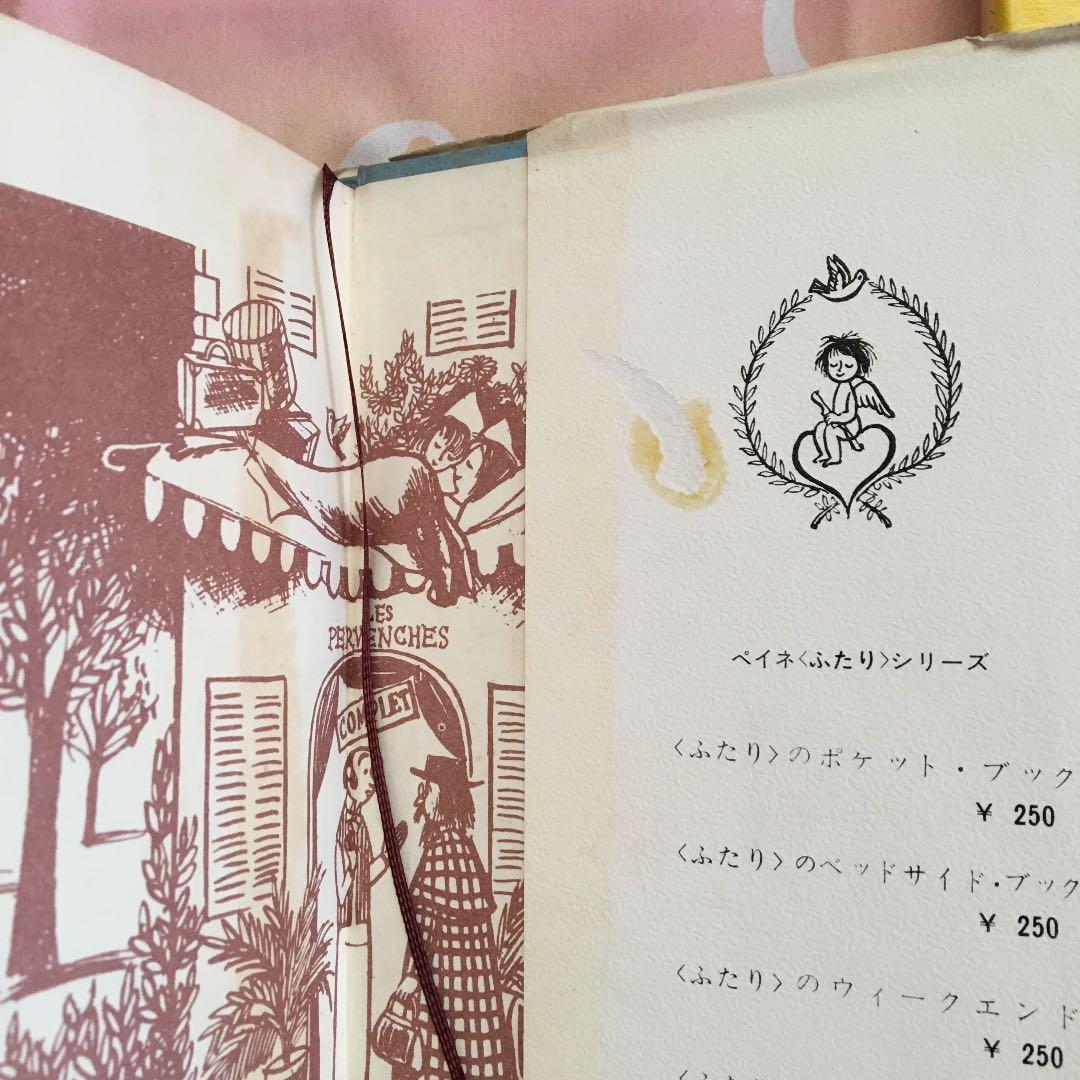 LES
PERVENCHES
COMPLET
ペイネ〈ふたり〉シリーズ
〈ふたり〉のポケット・ブック
¥ 250
〈ふたり〉のベッドサイド・ブック
¥ 250
〈ふたり〉のウィークエンド
¥ 250